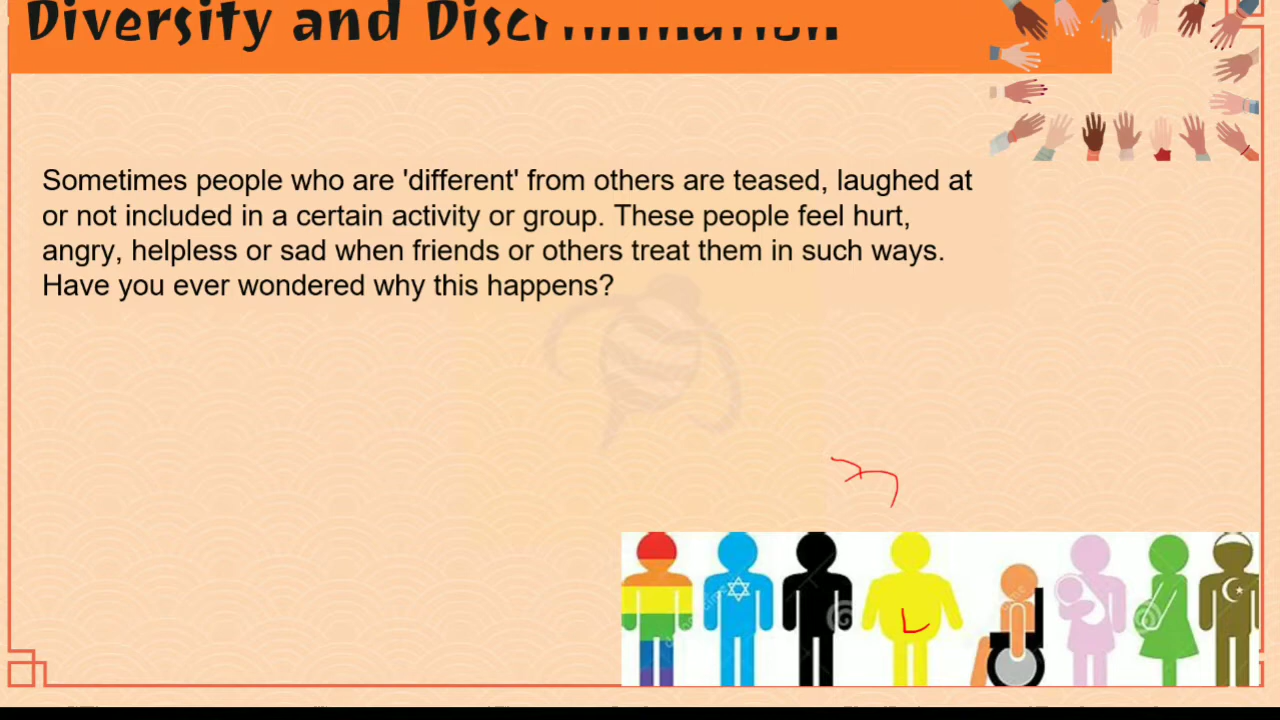 Diversity and Discrimination
Sometimes people who are 'different' from others are teased, laughed at
or not included in a certain activity or group. These people feel hurt,
angry, helpless or sad when friends or others treat them in such ways.
Have you ever wondered why this happens?